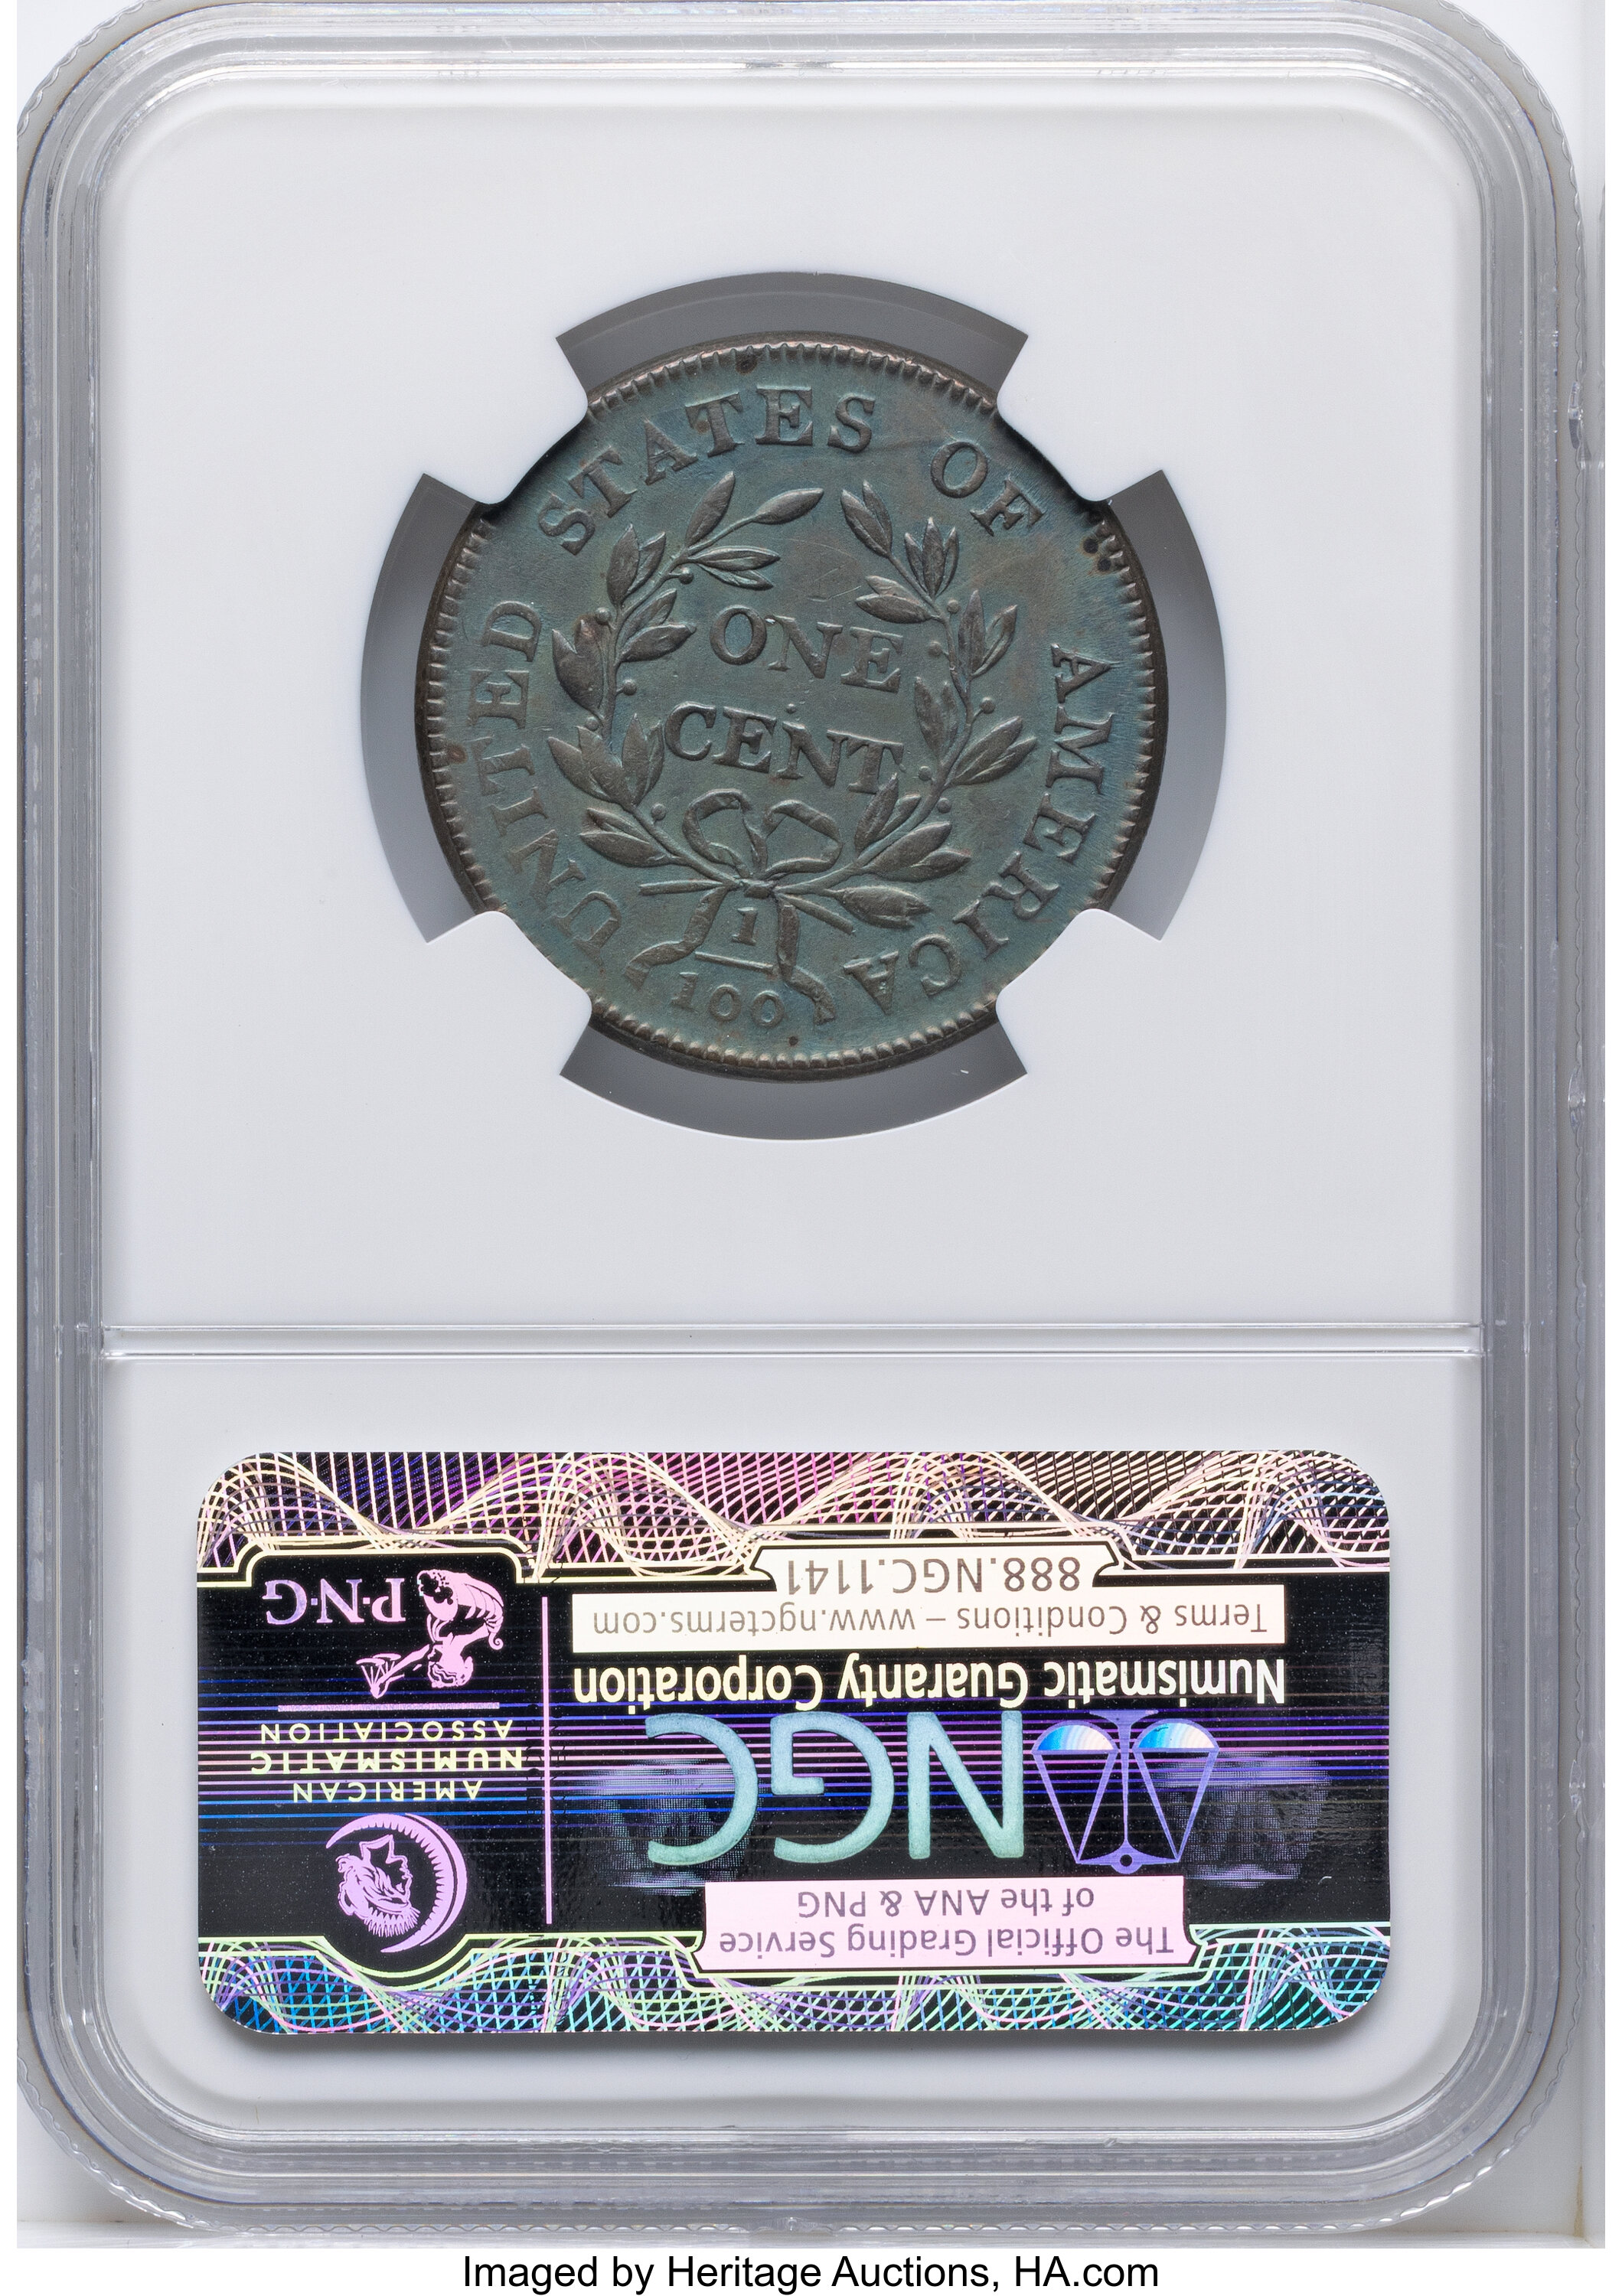 UNITED STATES OF AMERICA
ONE
CENT
1
100
The Official Grading Service
of the ANA & PNG
NGC
Numismatic Guaranty Corporation
Terms & Conditions – www.ngcterms.com
888.NGC.1141
AMERICAN
NUMISMATIC
ASSOCIATION
P·N·G
Imaged by Heritage Auctions, HA.com